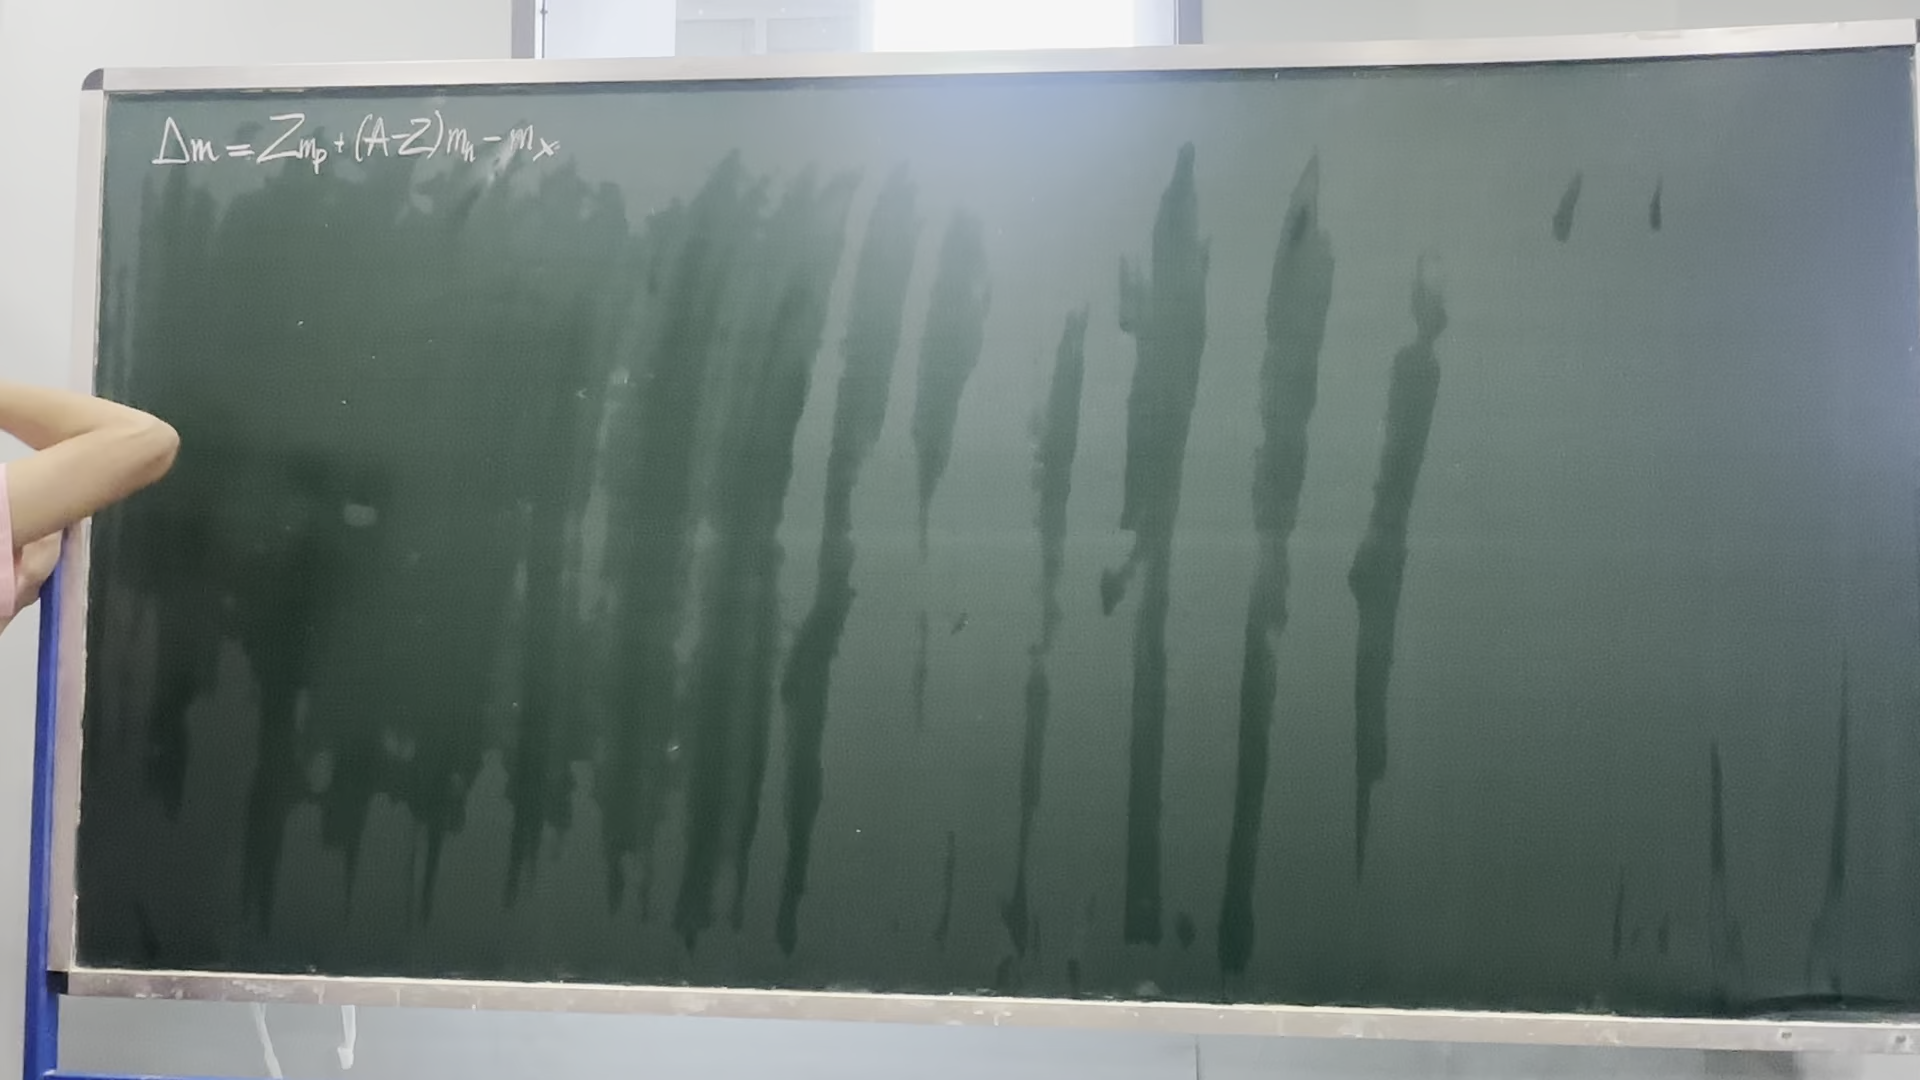 Δm = Zmₚ + (A-Z)mₙ - mₓ